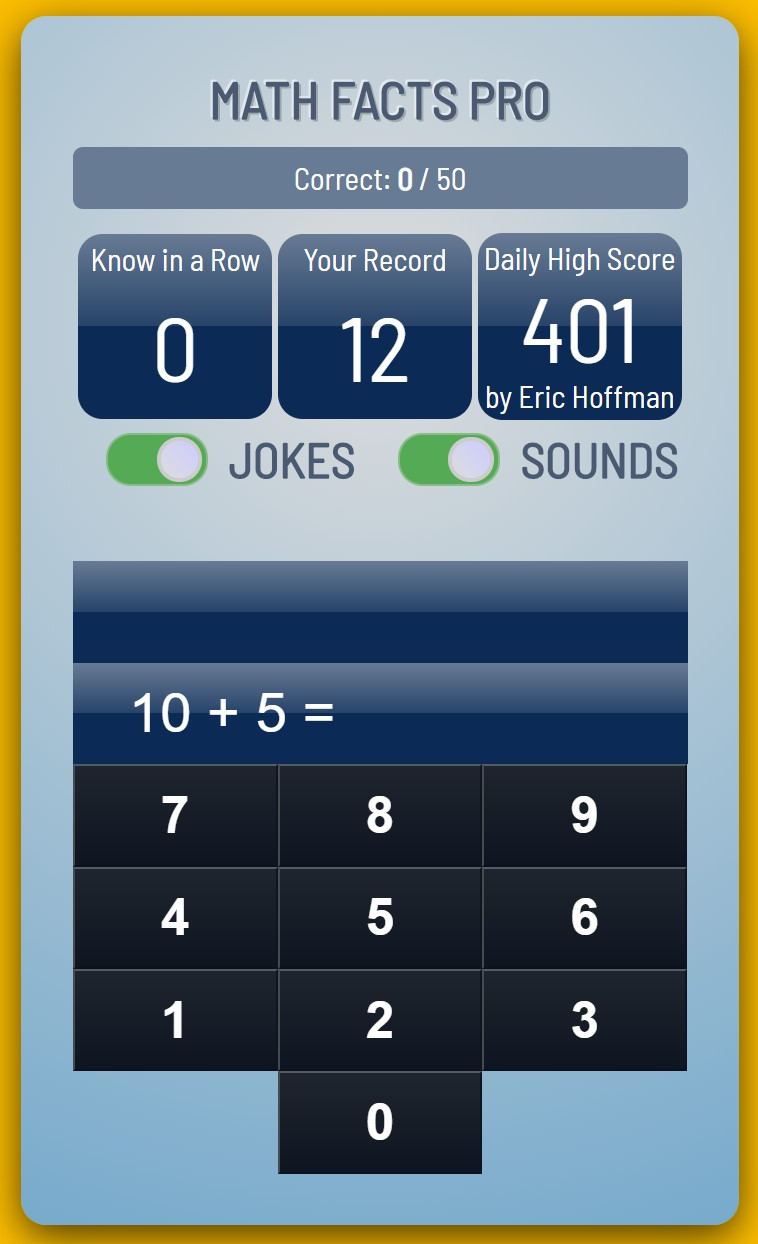 MATH FACTS PRO
Correct: 0 / 50
Know in a Row
Your Record
Daily High Score
0
12
401
by Eric Hoffman
JOKES
SOUNDS
10 + 5 =
7 8 9
4 5 6
1 2 3
0